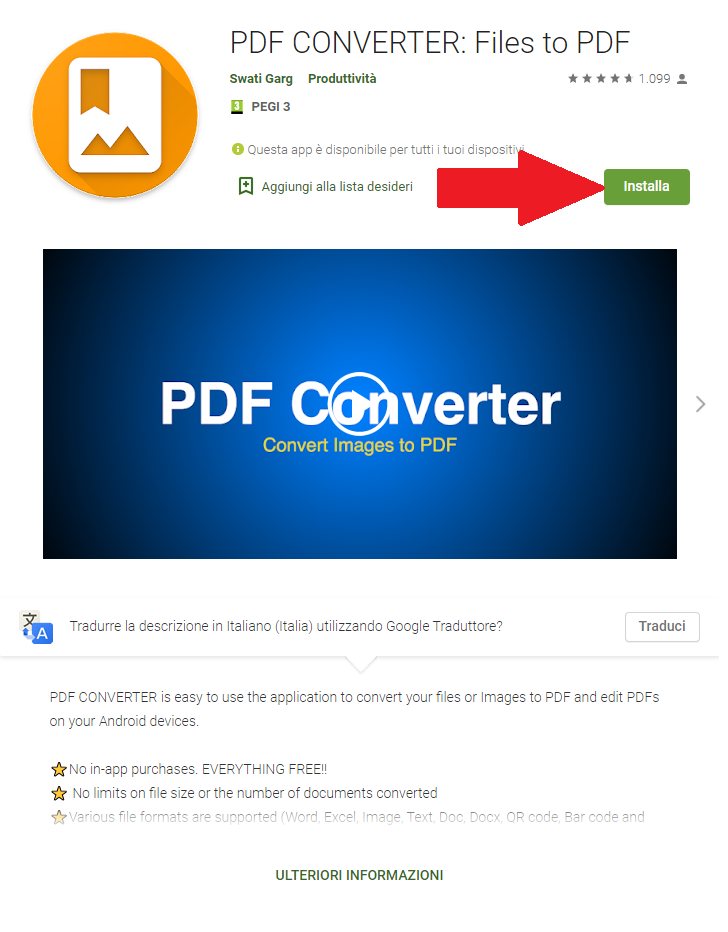 PDF CONVERTER: Files to PDF
Swati Garg Produttività 1.099
3 PEGI 3
Questa app è disponibile per tutti i tuoi dispositivi
Aggiungi alla lista desideri
Installa
PDF Converter
Convert Images to PDF
文 A
Tradurre la descrizione in Italiano (Italia) utilizzando Google Traduttore?
Traduci
PDF CONVERTER is easy to use the application to convert your files or Images to PDF and edit PDFs
on your Android devices.
⭐No in-app purchases. EVERYTHING FREE!!
⭐ No limits on file size or the number of documents converted
⭐Various file formats are supported (Word, Excel, Image, Text, Doc, Docx, QR code, Bar code and
ULTERIORI INFORMAZIONI